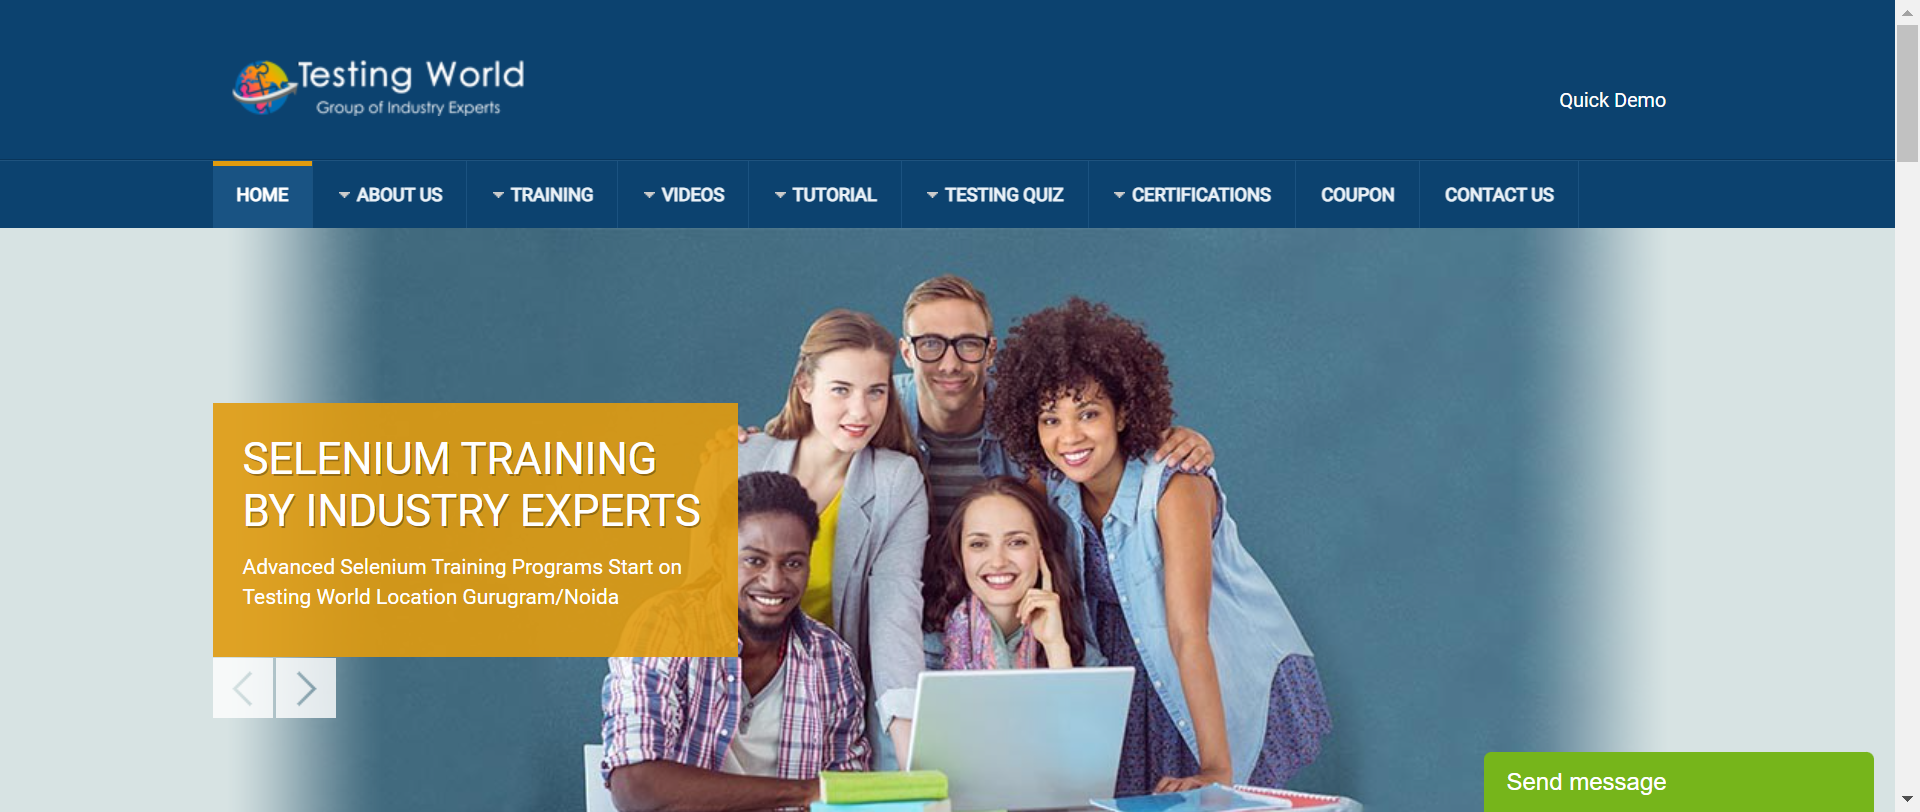 Testing World
Group of Industry Experts
Quick Demo
HOME
ABOUT US
TRAINING
VIDEOS
TUTORIAL
TESTING QUIZ
CERTIFICATIONS
COUPON
CONTACT US
SELENIUM TRAINING
BY INDUSTRY EXPERTS
Advanced Selenium Training Programs Start on
Testing World Location Gurugram/Noida
Send message